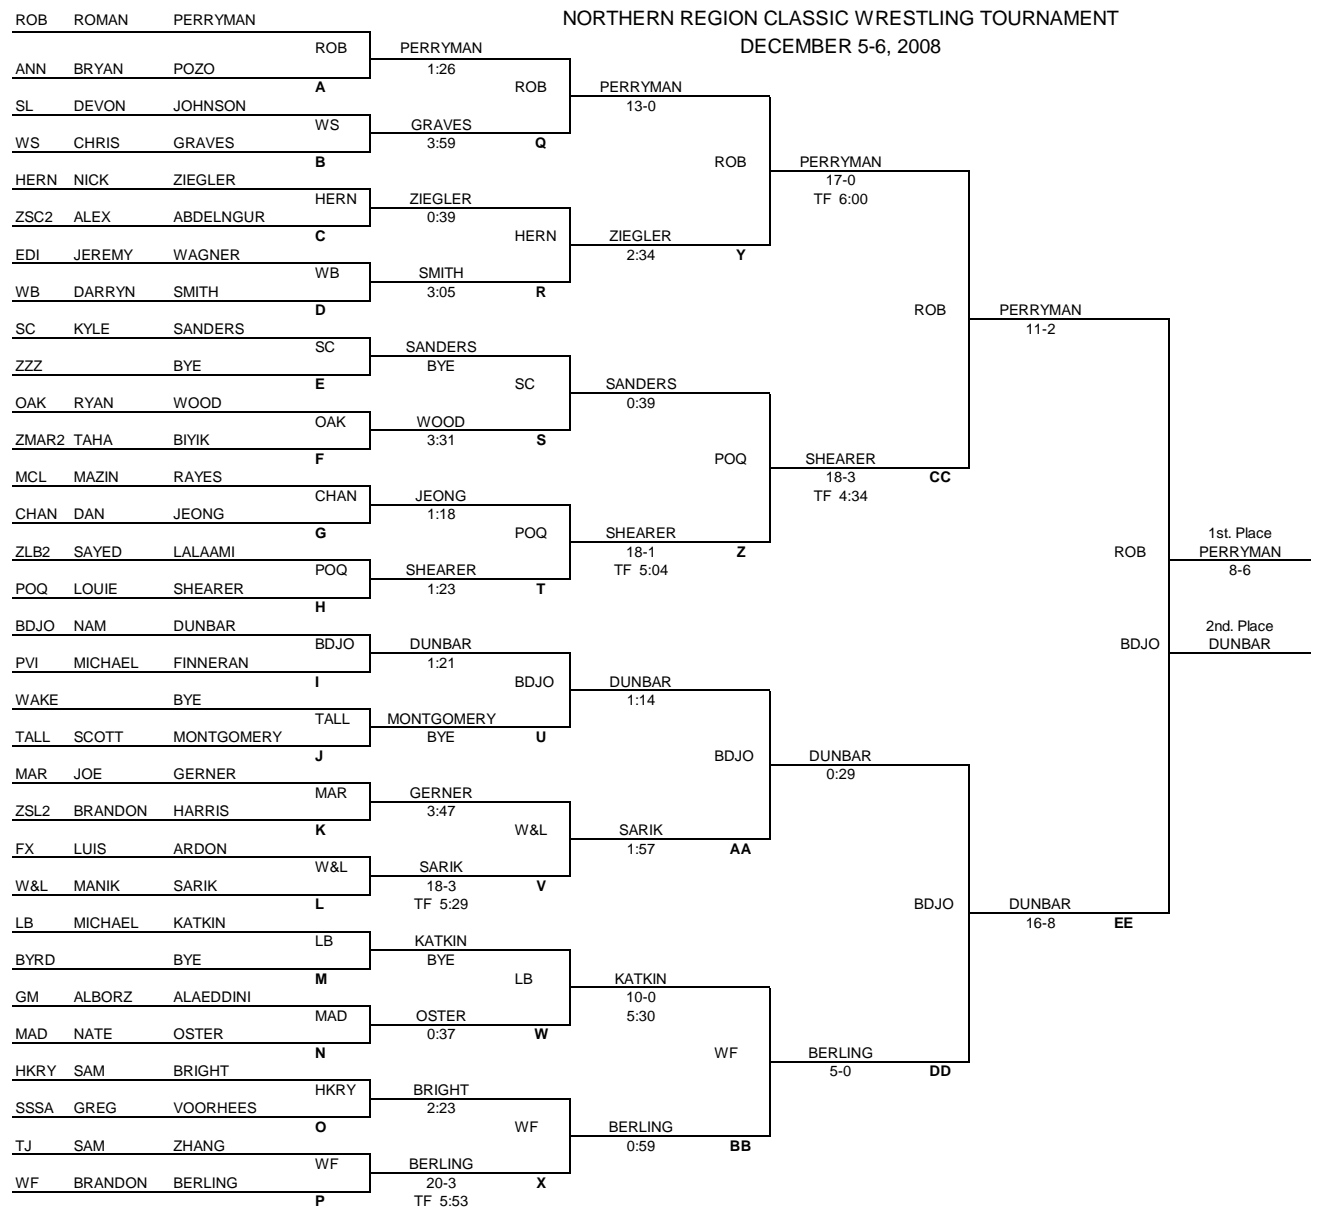 ROB ROMAN PERRYMAN NORTHERN REGION CLASSIC WRESTLING TOURNAMENT
ROB PERRYMAN DECEMBER 5-6, 2008
ANN BRYAN POZO 1:26
A ROB PERRYMAN
SL DEVON JOHNSON 13-0
WS GRAVES
WS CHRIS GRAVES 3:59 Q
B ROB PERRYMAN
HERN NICK ZIEGLER 17-0
HERN ZIEGLER TF 6:00
ZSC2 ALEX ABDELNGUR 0:39
C HERN ZIEGLER
EDI JEREMY WAGNER 2:34 Y
WB SMITH
WB DARRYN SMITH 3:05 R
D ROB PERRYMAN
SC KYLE SANDERS 11-2
SC SANDERS
ZZZ BYE BYE
E SC SANDERS
OAK RYAN WOOD 0:39
OAK WOOD
ZMAR2 TAHA BIYIK 3:31 S
F POQ SHEARER
MCL MAZIN RAYES 18-3 CC
CHAN JEONG TF 4:34
CHAN DAN JEONG 1:18
G POQ SHEARER 1st. Place
ZLB2 SAYED LALAAMI 18-1 Z ROB PERRYMAN
POQ SHEARER TF 5:04 8-6
POQ LOUIE SHEARER 1:23 T
H
BDJO NAM DUNBAR 2nd. Place
BDJO DUNBAR BDJO DUNBAR
PVI MICHAEL FINNERAN 1:21
I BDJO DUNBAR
WAKE BYE 1:14
TALL MONTGOMERY
TALL SCOTT MONTGOMERY BYE U
J BDJO DUNBAR
MAR JOE GERNER 0:29
MAR GERNER
ZSL2 BRANDON HARRIS 3:47
K W&L SARIK
FX LUIS ARDON 1:57 AA
W&L SARIK
W&L MANIK SARIK 18-3 V
L TF 5:29 BDJO DUNBAR
LB MICHAEL KATKIN 16-8 EE
LB KATKIN
BYRD BYE BYE
M LB KATKIN
GM ALBORZ ALAEDDINI 10-0
MAD OSTER 5:30
MAD NATE OSTER 0:37 W
N WF BERLING
HKRY SAM BRIGHT 5-0 DD
HKRY BRIGHT
SSSA GREG VOORHEES 2:23
O WF BERLING
TJ SAM ZHANG 0:59 BB
WF BERLING
WF BRANDON BERLING 20-3 X
P TF 5:53